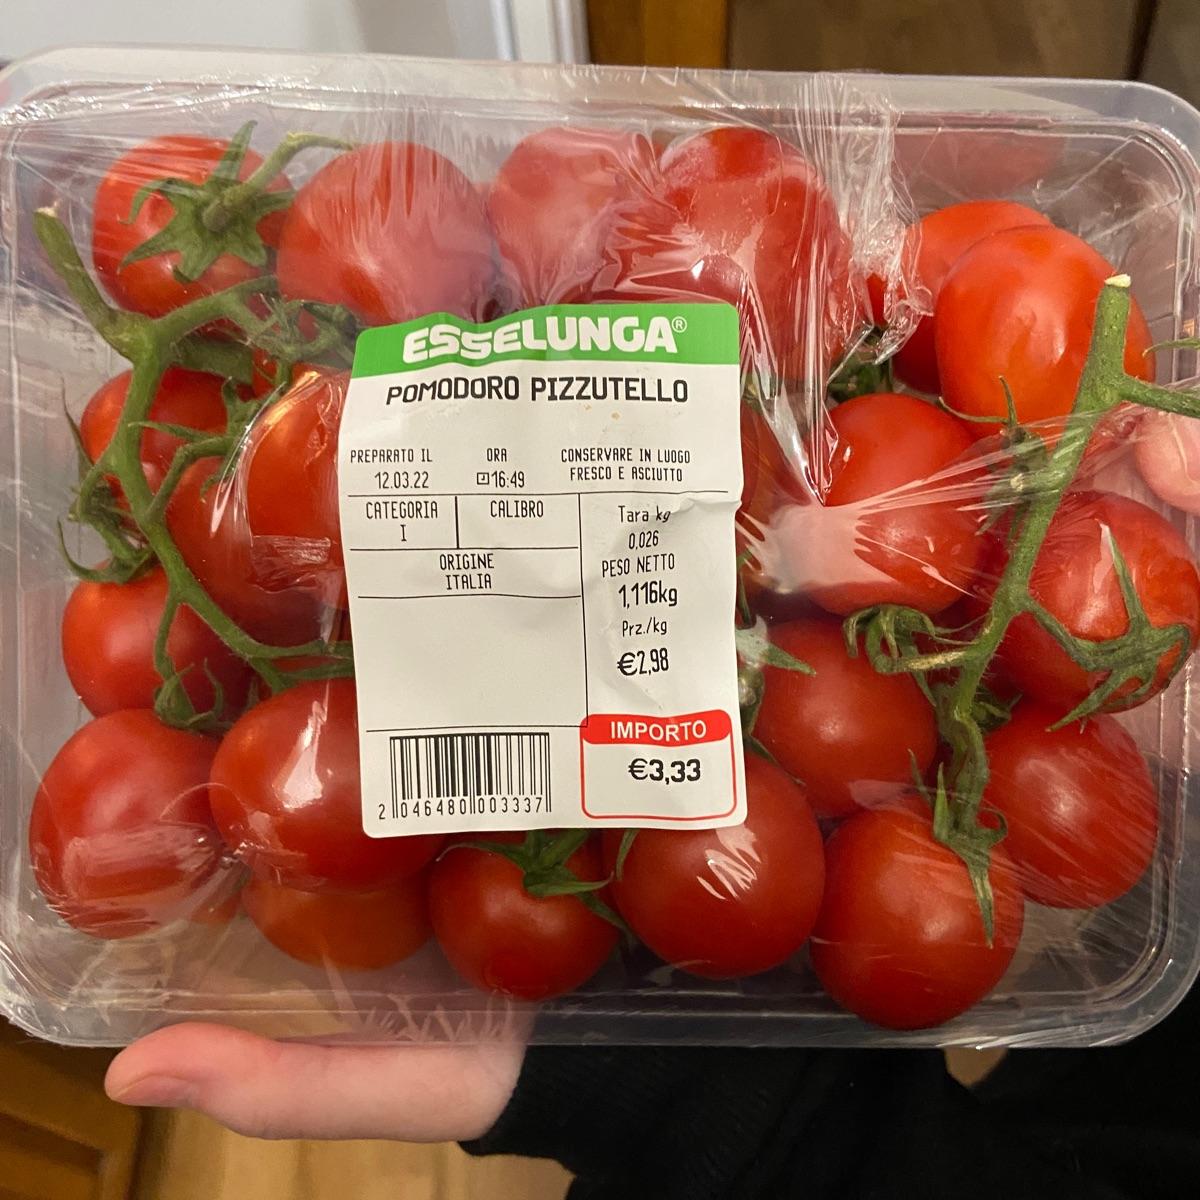 ESSELUNGA®
POMODORO PIZZUTELLO
PREPARATO IL
12.03.22
ORA
16:49
CONSERVARE IN LUOGO
FRESCO E ASCIUTTO
CATEGORIA
I
CALIBRO
ORIGINE
ITALIA
Tara kg
0,026
PESO NETTO
1,116kg
Prz./kg
€2,98
IMPORTO
€3,33
2 046480 003337